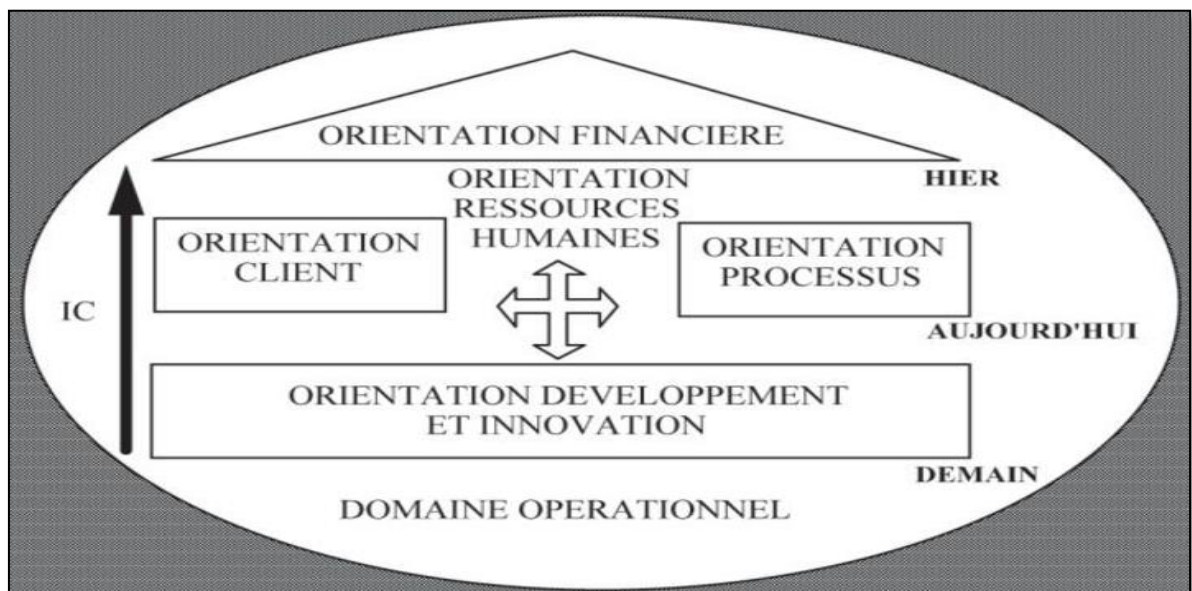 ORIENTATION FINANCIERE
HIER
ORIENTATION
RESSOURCES
HUMAINES
ORIENTATION
CLIENT
ORIENTATION
PROCESSUS
IC
AUJOURD'HUI
ORIENTATION DEVELOPPEMENT
ET INNOVATION
DEMAIN
DOMAINE OPERATIONNEL